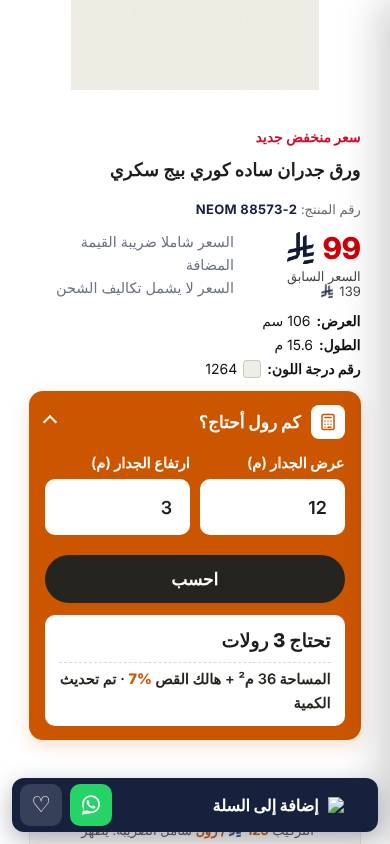 سعر منخفض جديد
ورق جدران ساده كوري بيج سكري
رقم المنتج: NEOM 88573-2
99
السعر شاملا ضريبة القيمة
المضافة
السعر لا يشمل تكاليف الشحن
السعر السابق
139
العرض: 106 سم
الطول: 15.6 م
رقم درجة اللون: 1264
كم رول أحتاج؟
عرض الجدار (م)
ارتفاع الجدار (م)
12
3
احسب
تحتاج 3 رولات
المساحة 36 م² + هالك القص 7% · تم تحديث
الكمية
إضافة إلى السلة